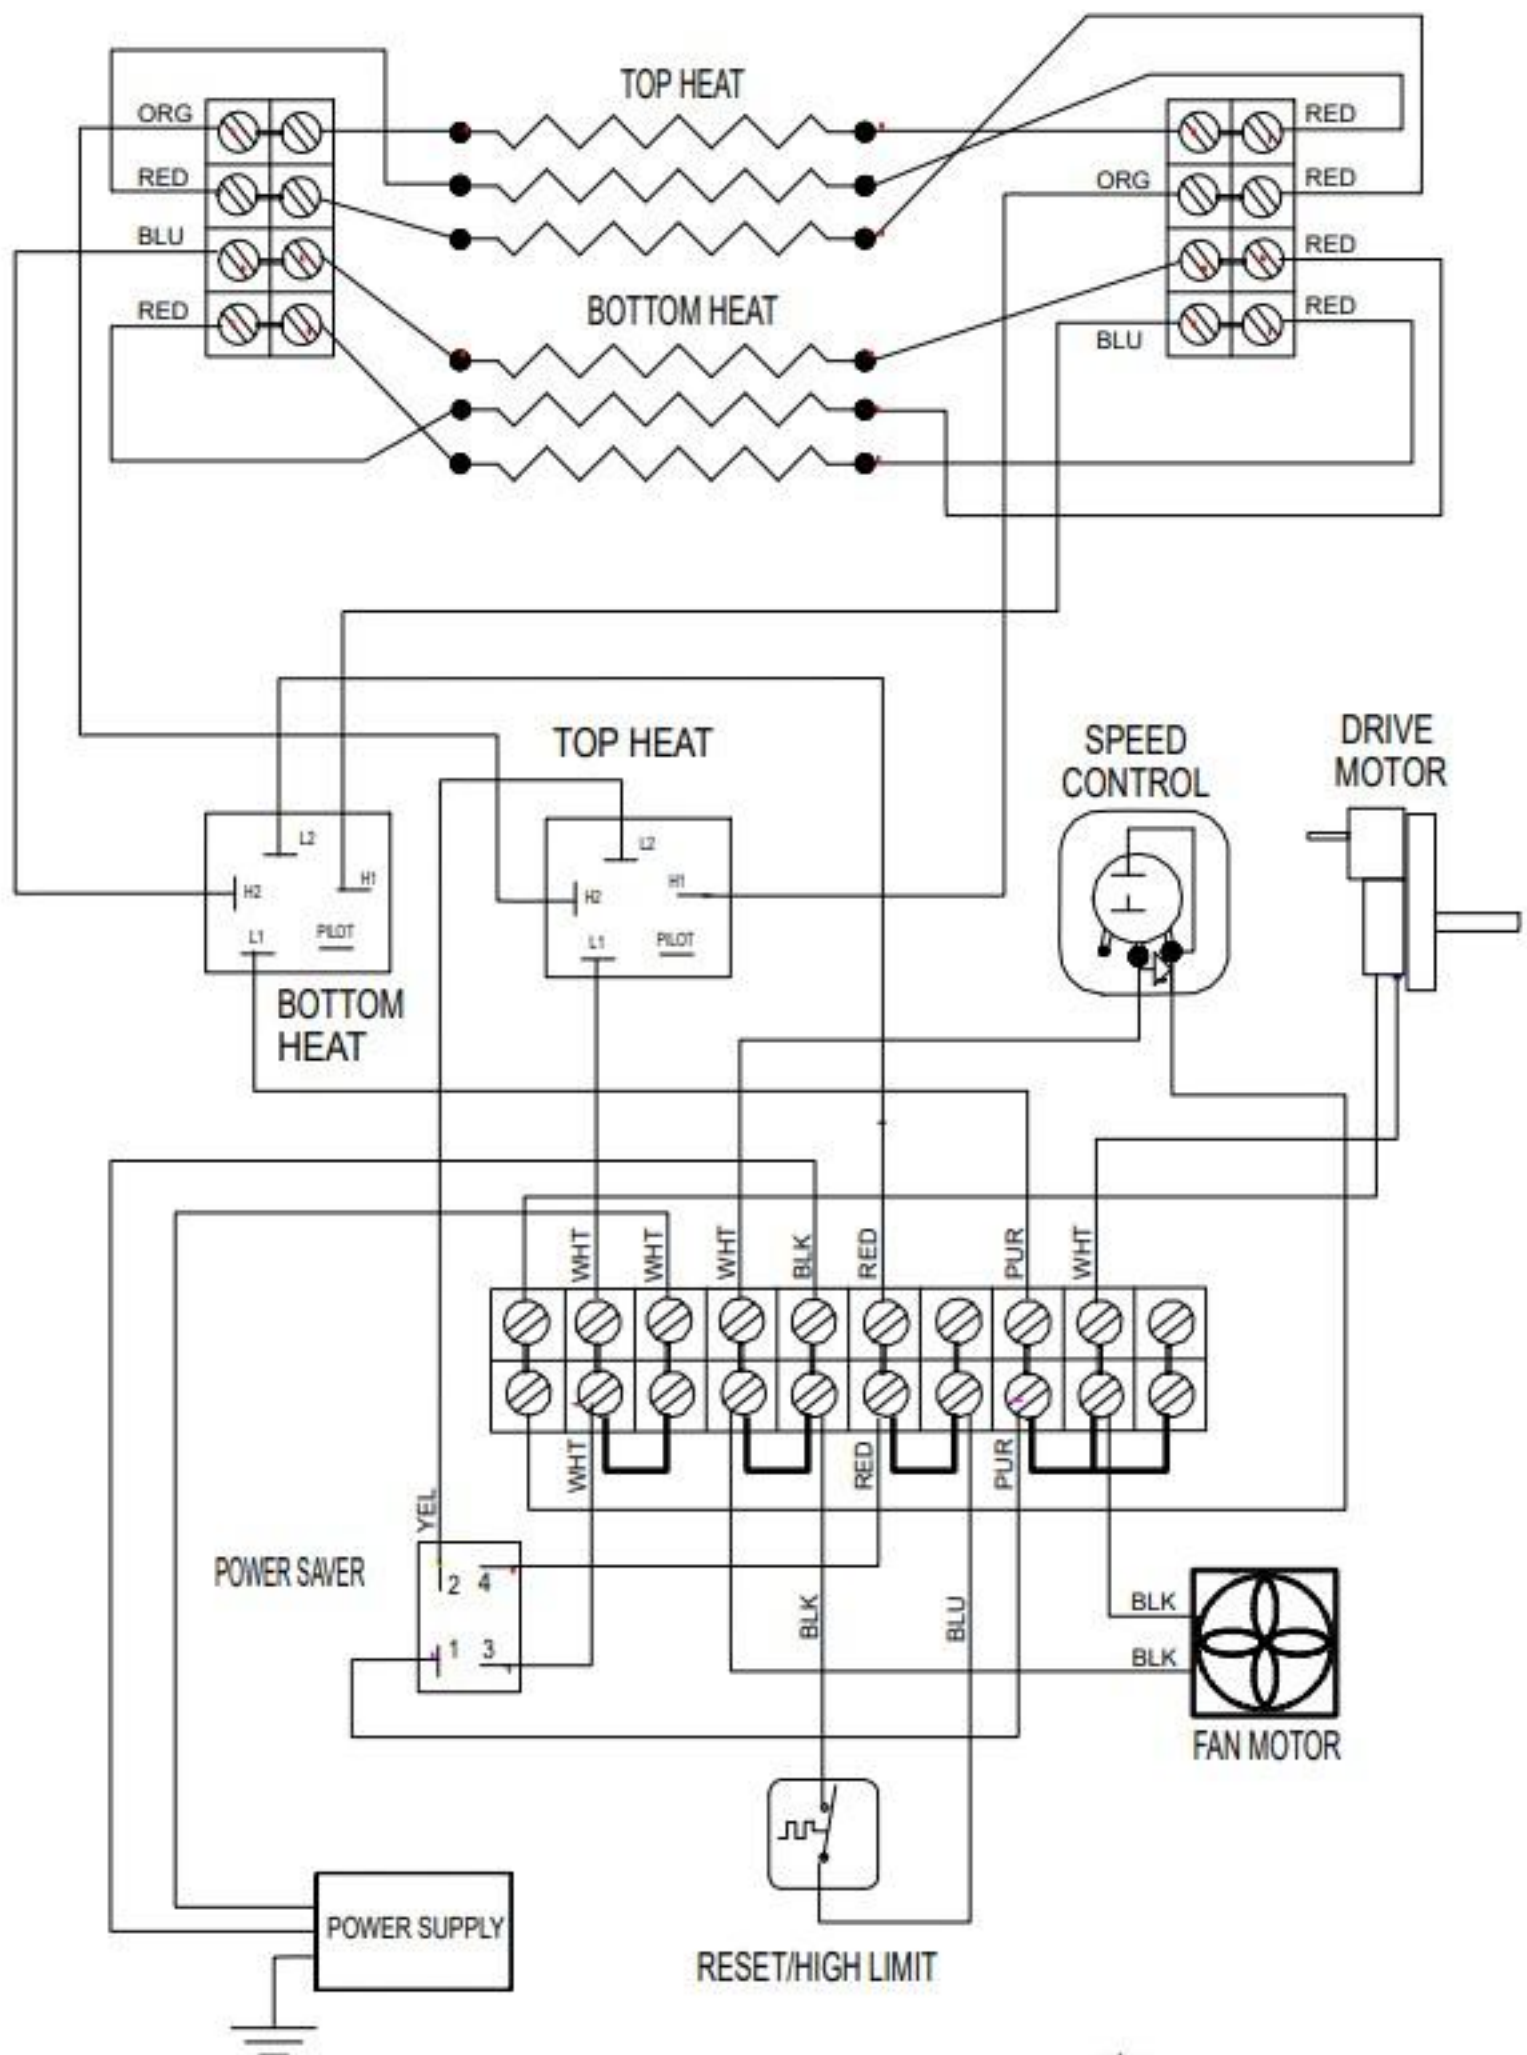 TOP HEAT
ORG
RED
BLU
RED
RED
ORG
RED
RED
BLU
RED
BOTTOM HEAT
TOP HEAT
SPEED
CONTROL
DRIVE
MOTOR
L2
H1
H2
L1
PILOT
L2
H1
H2
L1
PILOT
BOTTOM
HEAT
WHT
WHT
WHT
BLK
RED
PUR
WHT
WHT
RED
PUR
YEL
POWER SAVER
2 4
1 3
BLK
BLU
BLK
BLK
FAN MOTOR
POWER SUPPLY
RESET/HIGH LIMIT